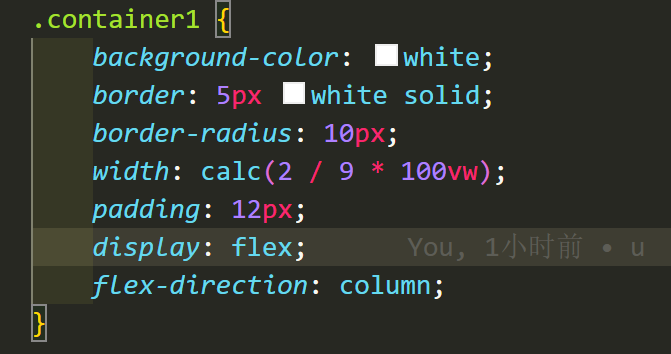 .container1 {
background-color: white;
border: 5px white solid;
border-radius: 10px;
width: calc(2 / 9 * 100vw);
padding: 12px;
display: flex; You, 1小时前 • u
flex-direction: column;
}